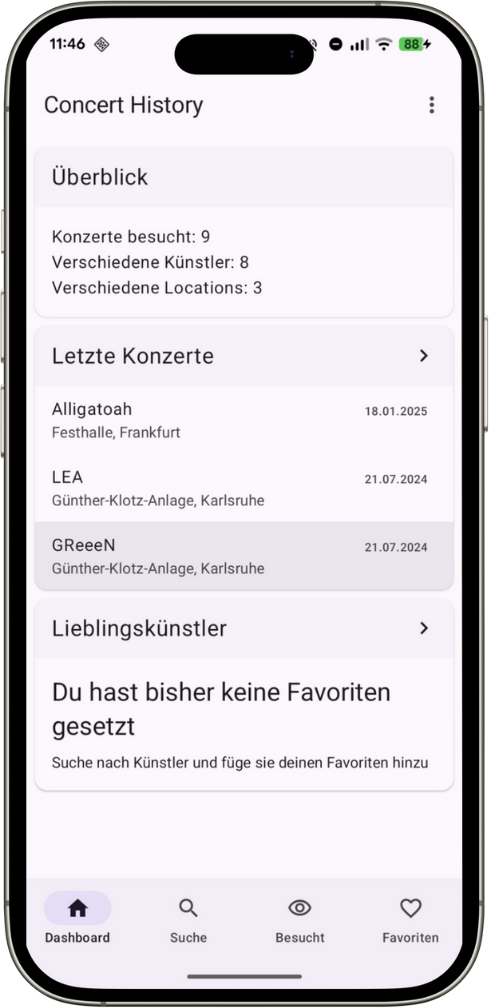 11:46
88
Concert History
Überblick
Konzerte besucht: 9
Verschiedene Künstler: 8
Verschiedene Locations: 3
Letzte Konzerte
Alligatoah 18.01.2025
Festhalle, Frankfurt
LEA 21.07.2024
Günther-Klotz-Anlage, Karlsruhe
GReeeN 21.07.2024
Günther-Klotz-Anlage, Karlsruhe
Lieblingskünstler
Du hast bisher keine Favoriten
gesetzt
Suche nach Künstler und füge sie deinen Favoriten hinzu
Dashboard Suche Besucht Favoriten